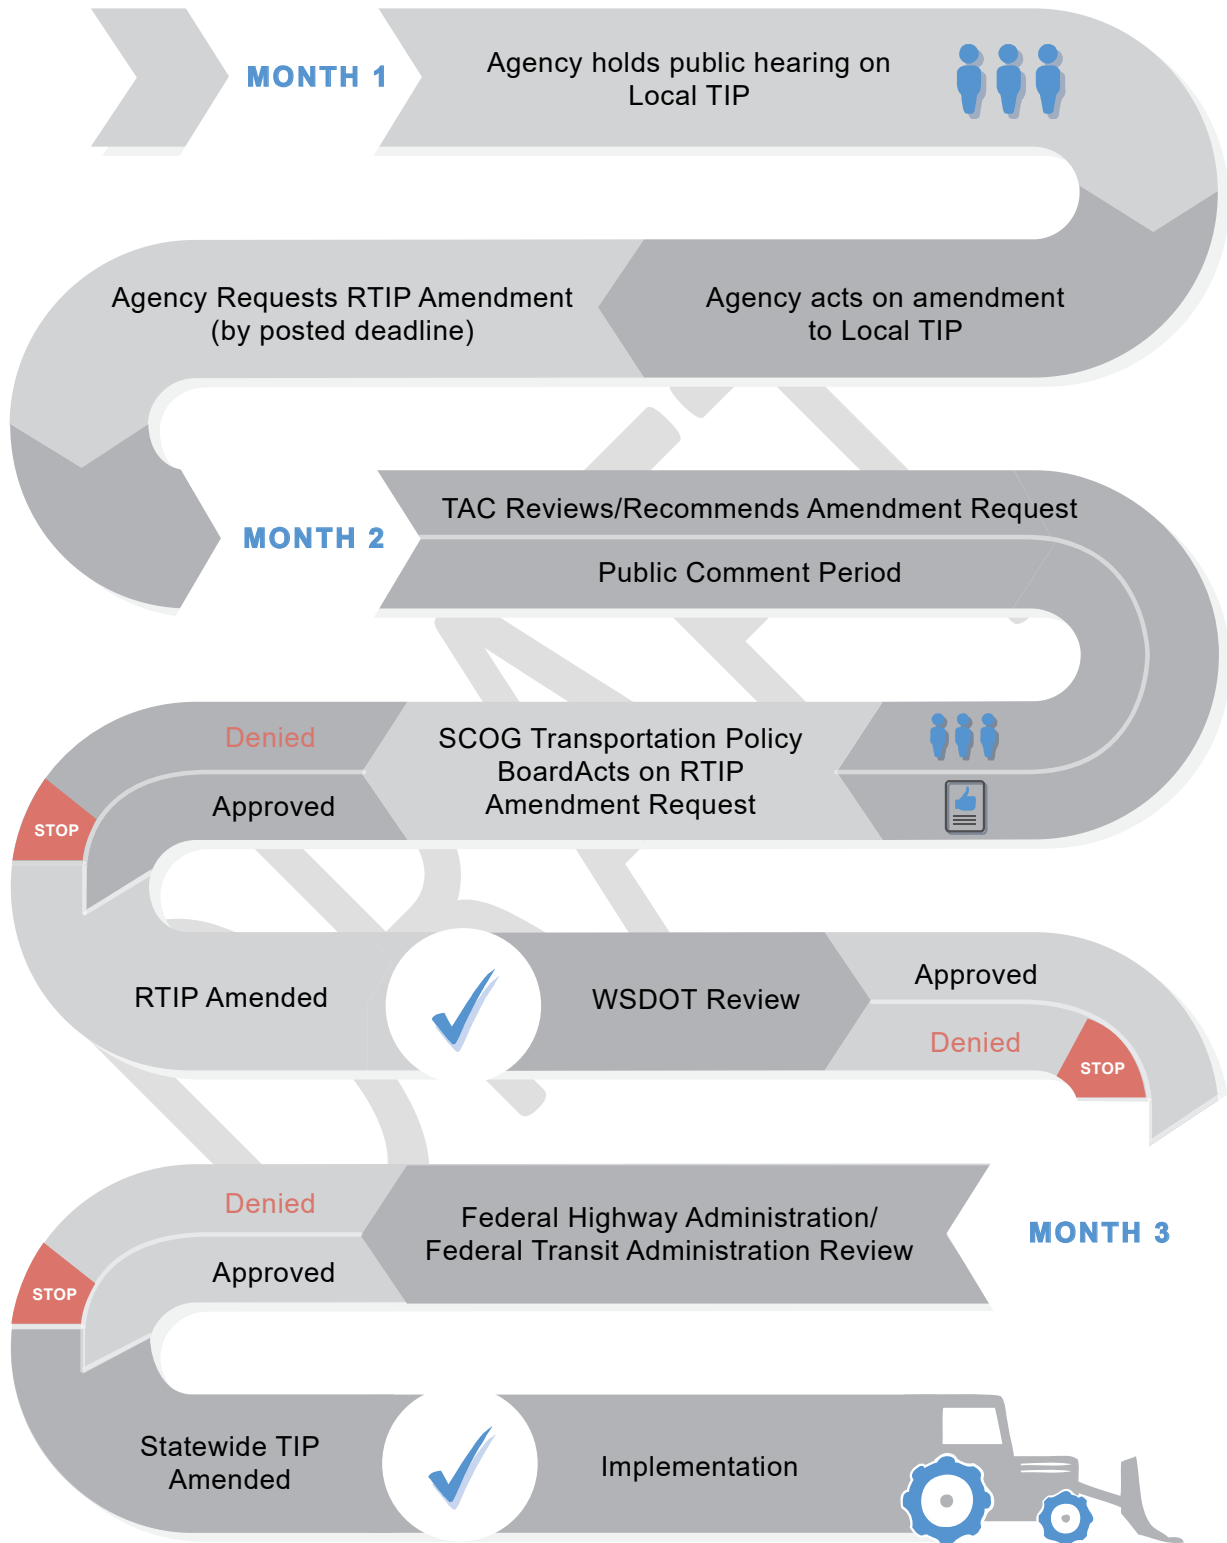 MONTH 1
Agency holds public hearing on
Local TIP
Agency acts on amendment
to Local TIP
Agency Requests RTIP Amendment
(by posted deadline)
MONTH 2
TAC Reviews/Recommends Amendment Request
Public Comment Period
SCOG Transportation Policy
BoardActs on RTIP
Amendment Request
Denied
Approved
STOP
RTIP Amended
WSDOT Review
Approved
Denied
STOP
MONTH 3
Federal Highway Administration/
Federal Transit Administration Review
Denied
Approved
STOP
Statewide TIP
Amended
Implementation